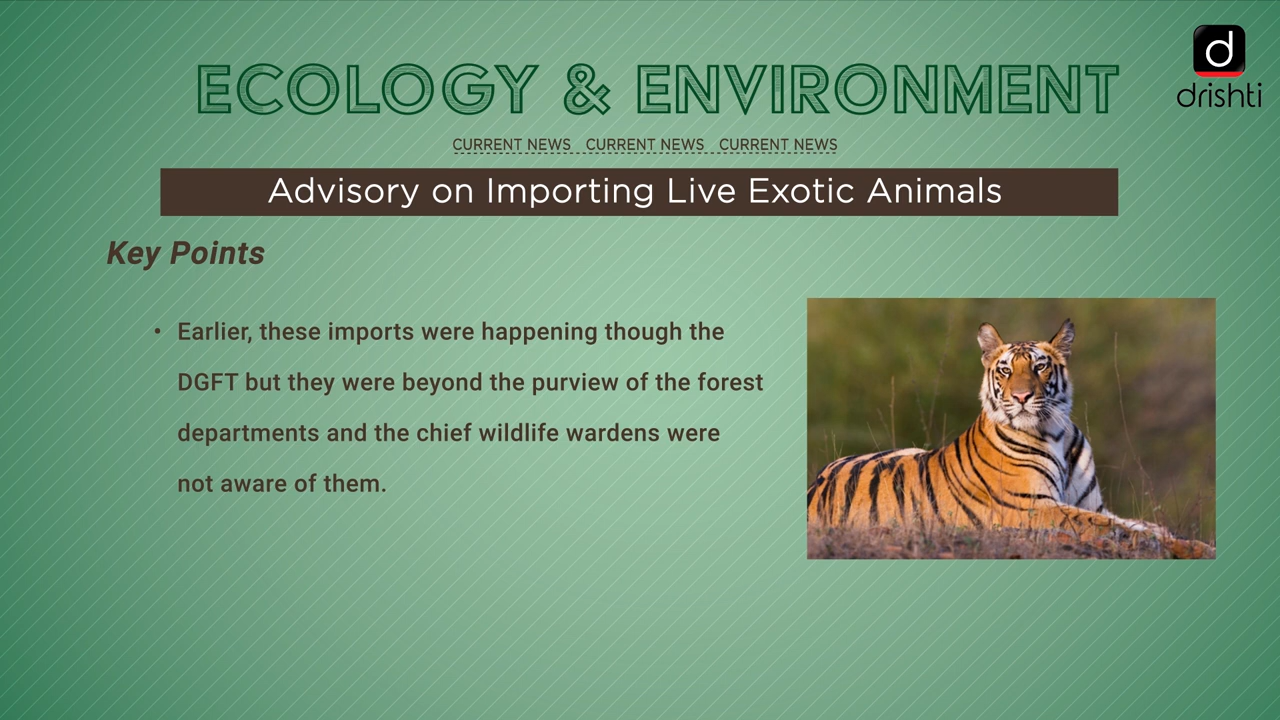 d
drishti
ECOLOGY & ENVIRONMENT
CURRENT NEWS CURRENT NEWS CURRENT NEWS
Advisory on Importing Live Exotic Animals
Key Points
• Earlier, these imports were happening though the
DGFT but they were beyond the purview of the forest
departments and the chief wildlife wardens were
not aware of them.